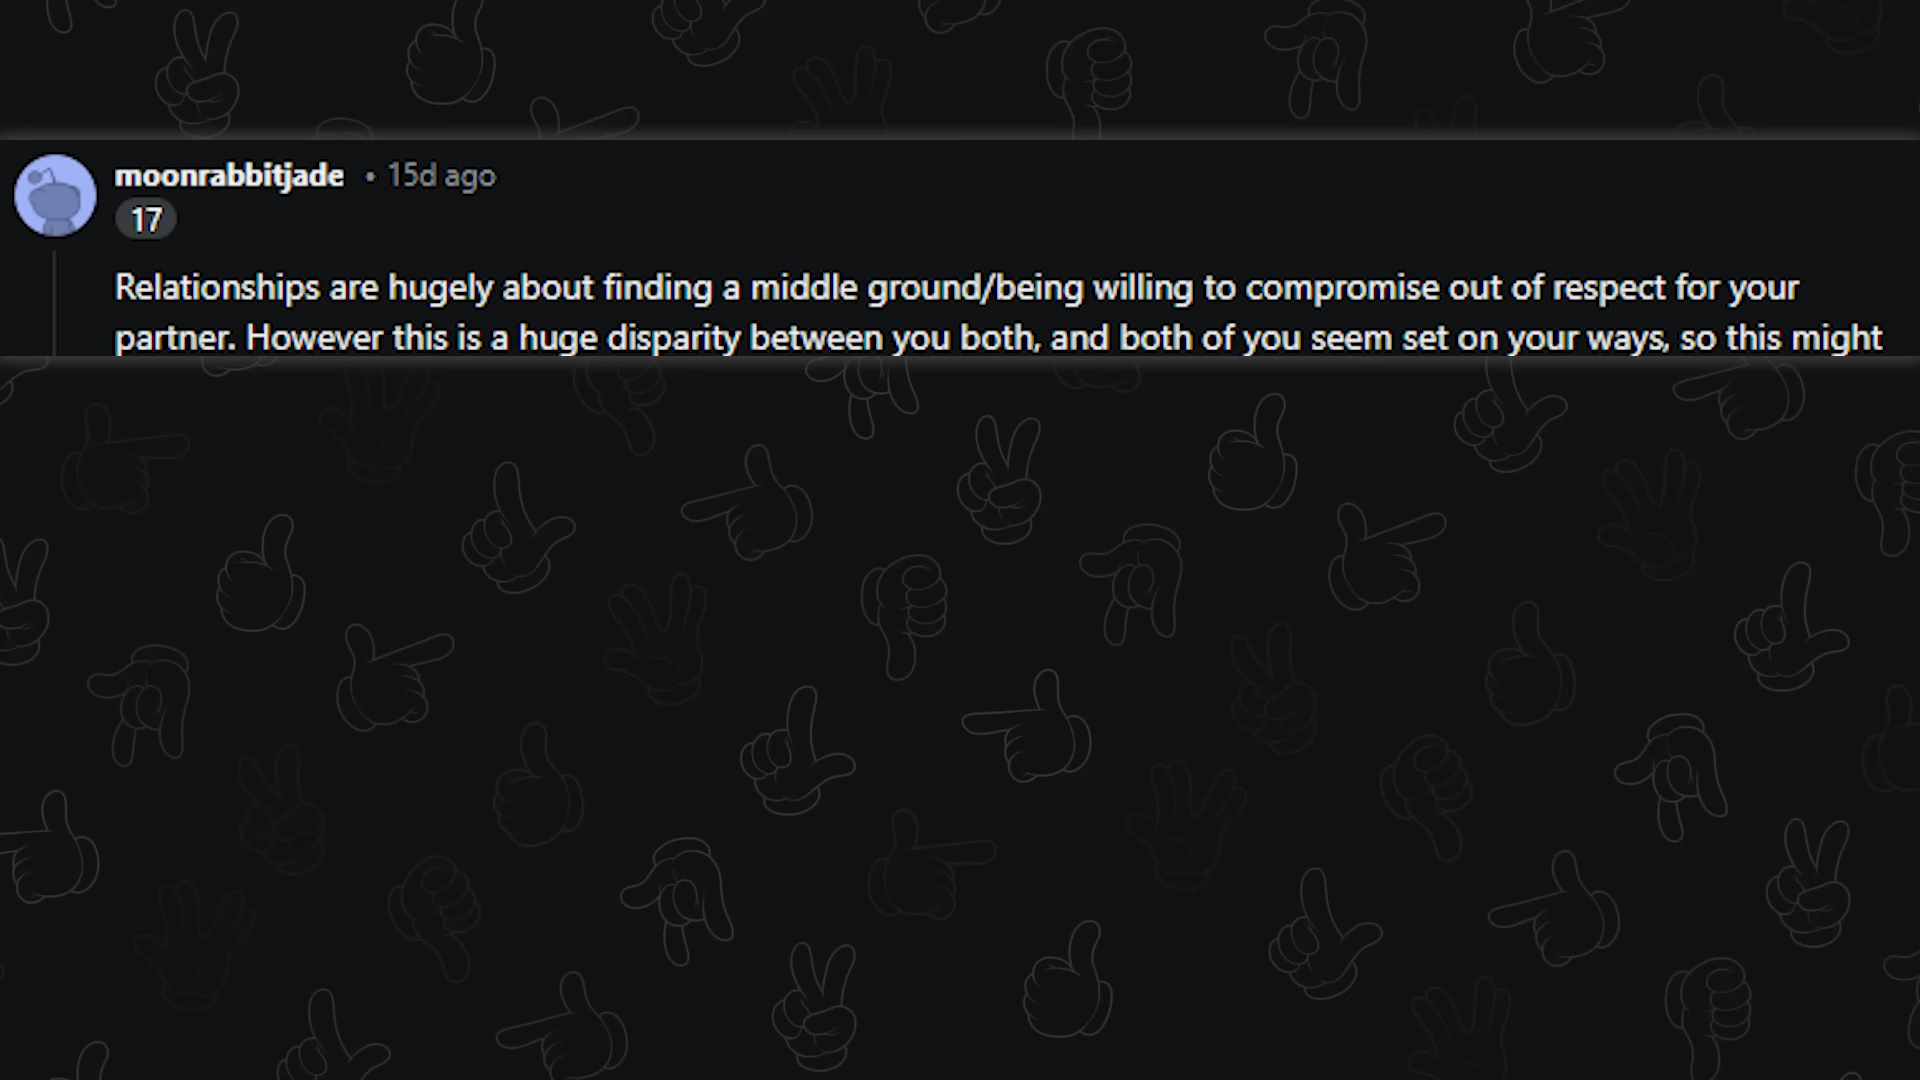 moonrabbitjade • 15d ago
17
Relationships are hugely about finding a middle ground/being willing to compromise out of respect for your
partner. However this is a huge disparity between you both, and both of you seem set on your ways, so this might